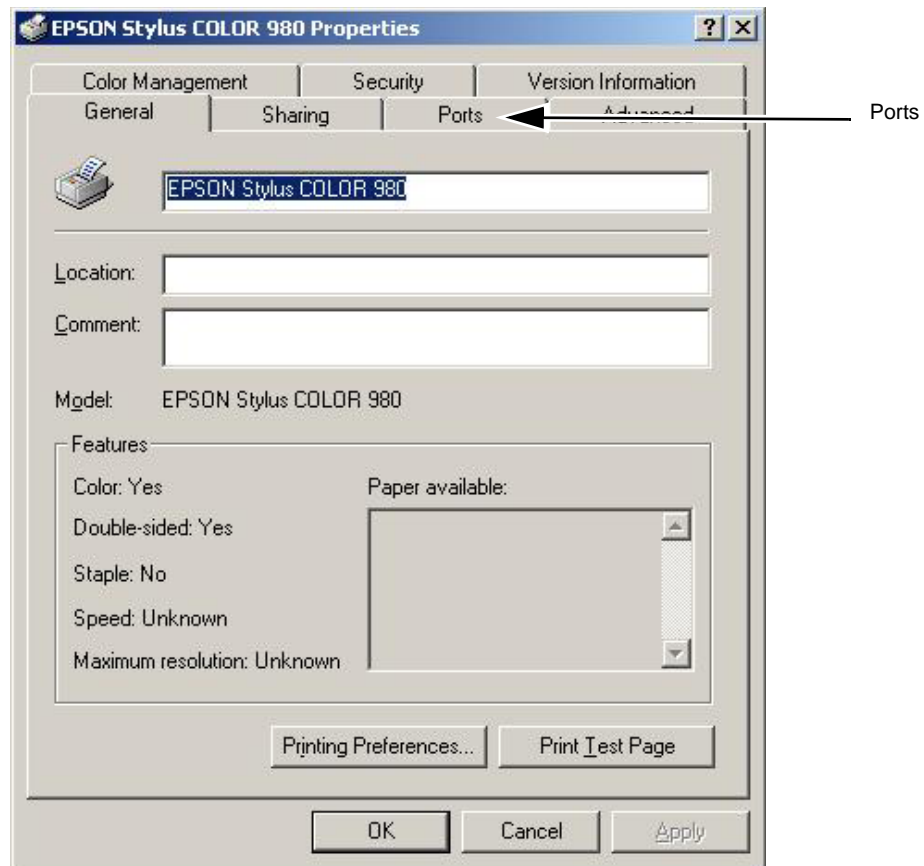 EPSON Stylus COLOR 980 Properties
Color Management Security Version Information
General Sharing Ports Advanced Ports
EPSON Stylus COLOR 980
Location:
Comment:
Model: EPSON Stylus COLOR 980
Features
Color: Yes Paper available:
Double-sided: Yes
Staple: No
Speed: Unknown
Maximum resolution: Unknown
Printing Preferences... Print Test Page
OK Cancel Apply